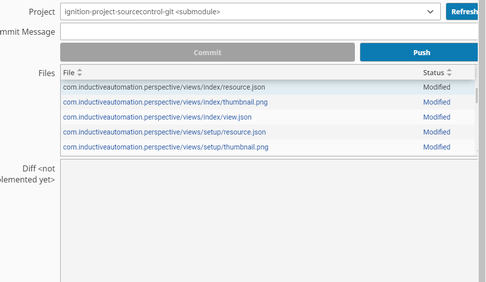 Project ignition-project-sourcecontrol-git <submodule> Refresh
mmit Message
Commit Push
Files File Status
com.inductiveautomation.perspective/views/index/resource.json Modified
com.inductiveautomation.perspective/views/index/thumbnail.png Modified
com.inductiveautomation.perspective/views/index/view.json Modified
com.inductiveautomation.perspective/views/setup/resource.json Modified
com.inductiveautomation.perspective/views/setup/thumbnail.png Modified
Diff <not
plemented yet>